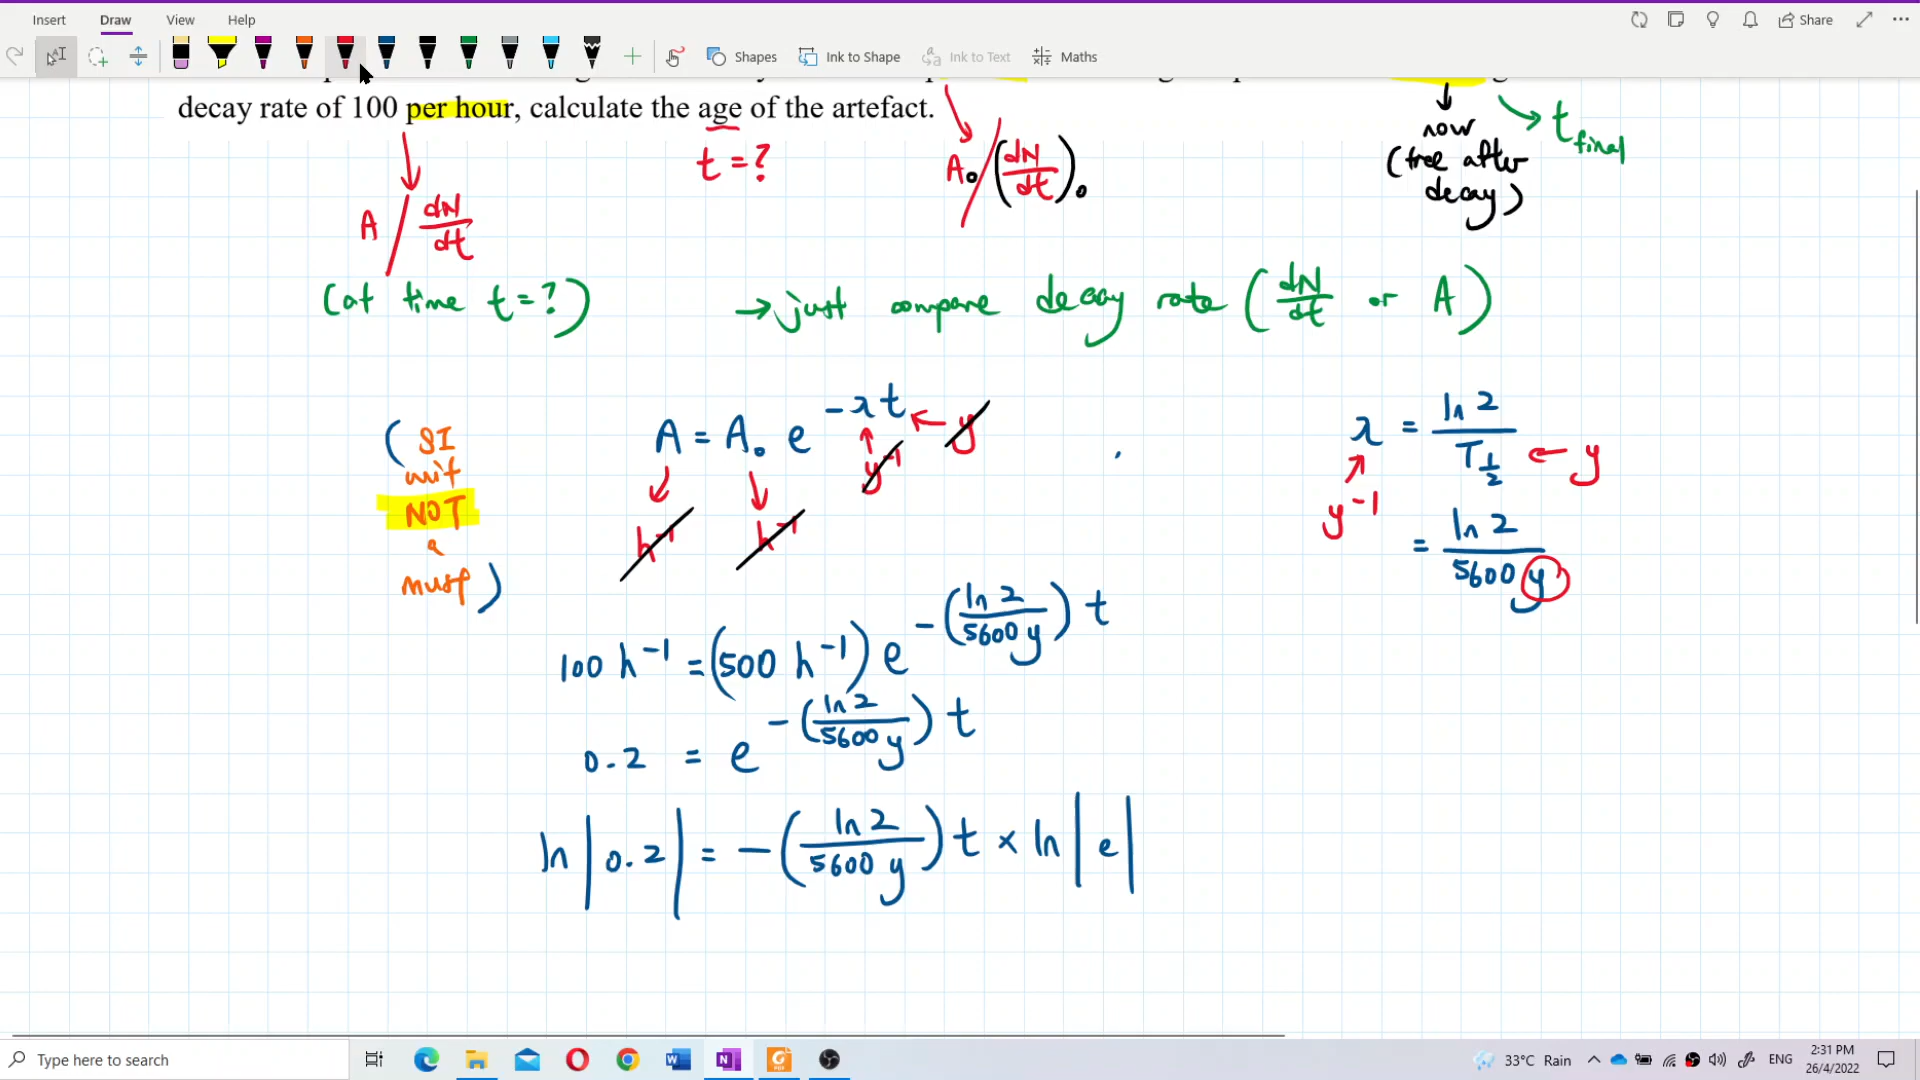 Insert Draw View Help
Share
Shapes Ink to Shape Ink to Text Maths
decay rate of 100 per hour, calculate the age of the artefact.
t = ?
A / dN/dt
A₀ / (dN/dt)₀
now
(tree after
decay)
t final
(at time t = ?)
→ just compare decay rate (dN/dt or A)
(SI
unit
NOT
a
must)
A = A₀ e^(-λt) ← y
y⁻¹
h⁻¹ h⁻¹
λ = ln 2 / T½ ← y
y⁻¹
= ln 2 / 5600 y
100 h⁻¹ = (500 h⁻¹) e^(-(ln 2 / 5600 y) t)
0.2 = e^(-(ln 2 / 5600 y) t)
ln |0.2| = -(ln 2 / 5600 y) t × ln |e|
Type here to search
33°C Rain
ENG
2:31 PM
26/4/2022